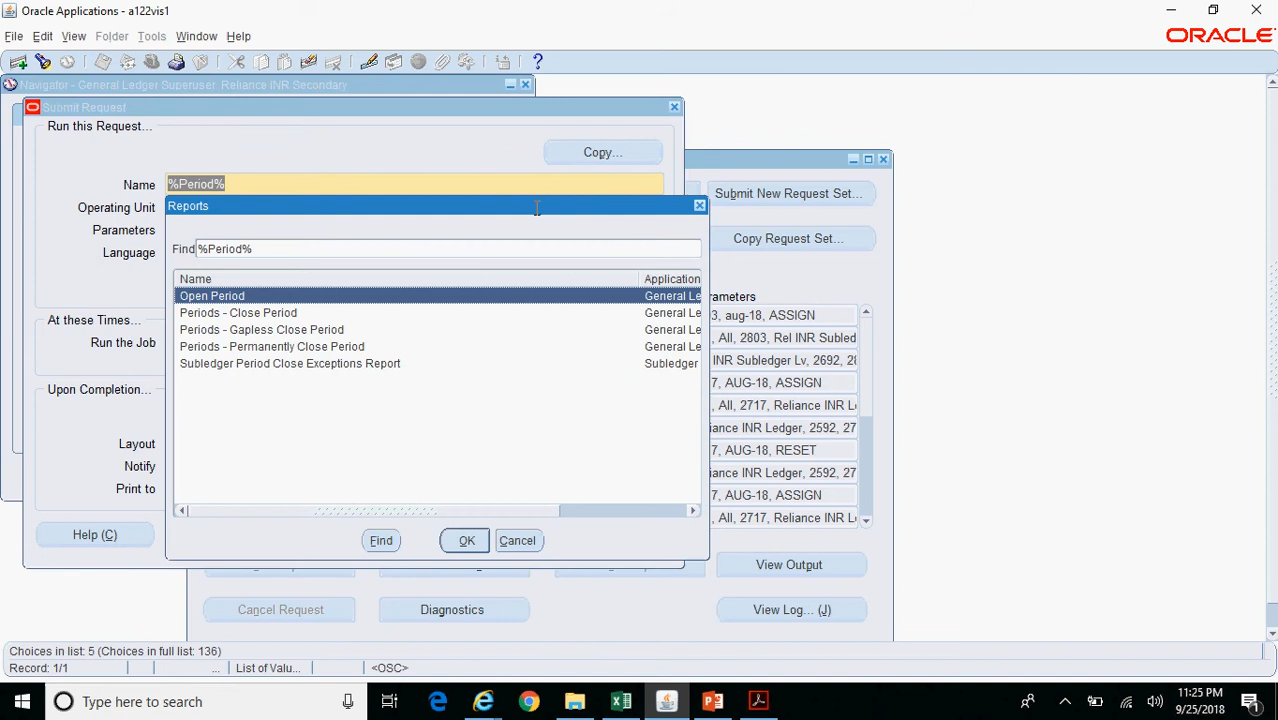 Oracle Applications - a122vis1
File Edit View Folder Tools Window Help
ORACLE
Navigator - General Ledger Superuser: Reliance INR Secondary
Submit Request
Run this Request...
Copy...
Name %Period%
Submit New Request Set...
Operating Unit
Reports
Parameters
Copy Request Set...
Find %Period%
Language
Name Application
Open Period General Le
Periods - Close Period General Le
Periods - Gapless Close Period General Le
Periods - Permanently Close Period General Le
Subledger Period Close Exceptions Report Subledger
At these Times...
Run the Job
Upon Completion...
Layout
Notify
Print to
arameters
3, aug-18, ASSIGN
, All, 2803, Rel INR Subled
INR Subledger Lv, 2692, 28
7, AUG-18, ASSIGN
, All, 2717, Reliance INR Le
iance INR Ledger, 2592, 27
7, AUG-18, RESET
iance INR Ledger, 2592, 27
7, AUG-18, ASSIGN
, All, 2717, Reliance INR Le
Help (C)
Find OK Cancel
View Output
Cancel Request Diagnostics View Log... (J)
Choices in list: 5 (Choices in full list: 136)
Record: 1/1 ... List of Valu... <OSC>
Type here to search
11:25 PM
9/25/2018